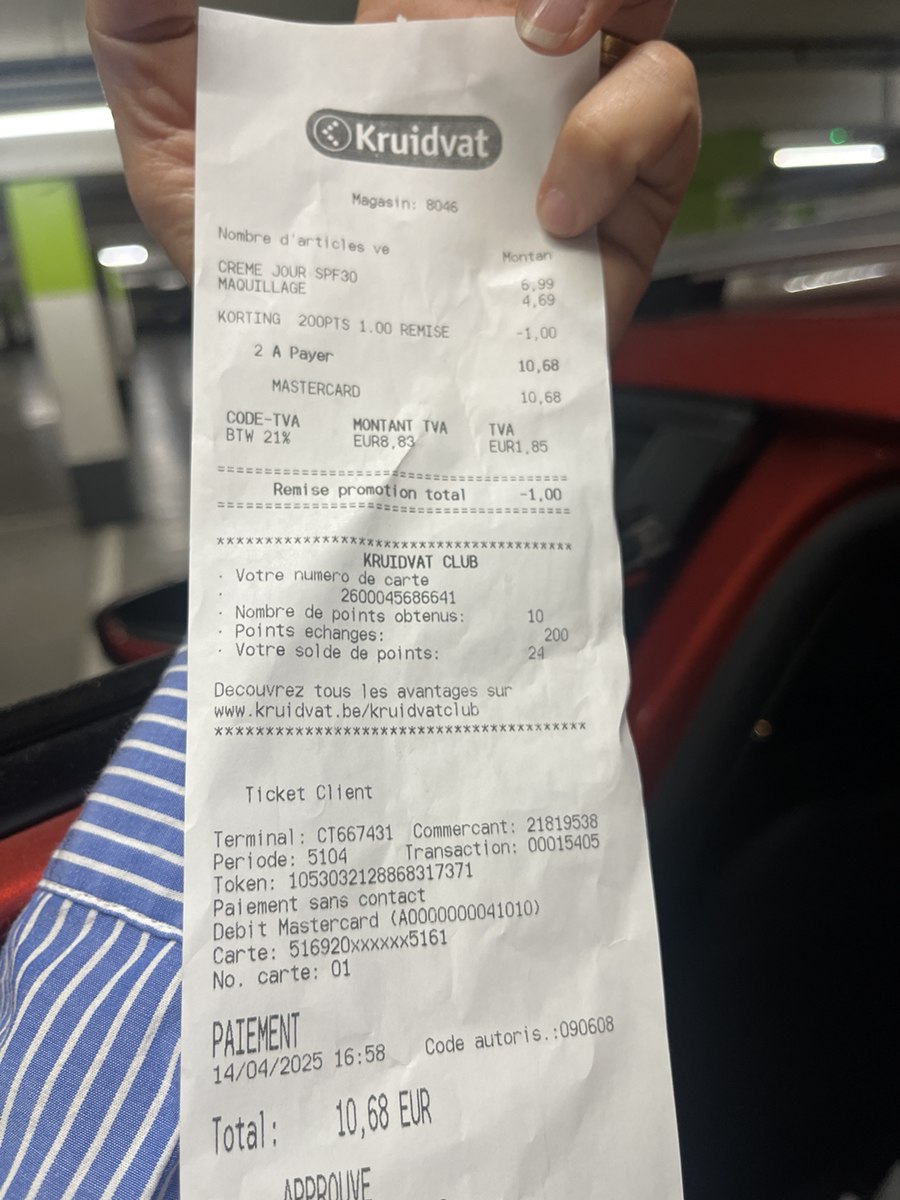 Kruidvat
Magasin: 8046
Nombre d'articles ve Montan
CREME JOUR SPF30 6,99
MAQUILLAGE 4,69
KORTING 200PTS 1.00 REMISE -1,00
2 A Payer 10,68
MASTERCARD 10,68
CODE-TVA MONTANT TVA TVA
BTW 21% EUR8,83 EUR1,85
========================================
Remise promotion total -1,00
========================================
****************************************
KRUIDVAT CLUB
· Votre numero de carte
· 2600045686641
· Nombre de points obtenus: 10
· Points echanges: 200
· Votre solde de points: 24
Decouvrez tous les avantages sur
www.kruidvat.be/kruidvatclub
****************************************
Ticket Client
Terminal: CT667431 Commercant: 21819538
Periode: 5104 Transaction: 00015405
Token: 1053032128868317371
Paiement sans contact
Debit Mastercard (A0000000041010)
Carte: 516920xxxxxx5161
No. carte: 01
PAIEMENT
14/04/2025 16:58 Code autoris.:090608
Total: 10,68 EUR
APPROUVE